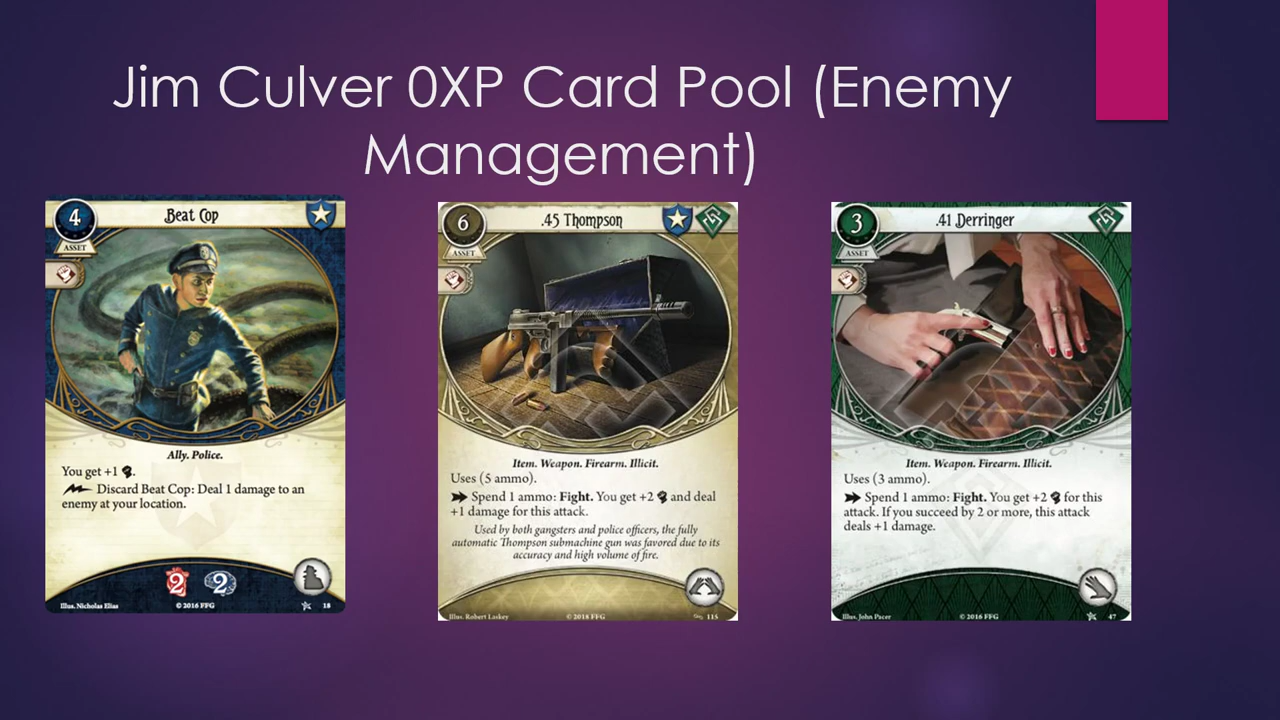 Jim Culver 0XP Card Pool (Enemy
Management)
4
Beat Cop
ASSET
Ally. Police.
You get +1 .
Discard Beat Cop: Deal 1 damage to an
enemy at your location.
2 2
Illus. Nicholas Elias © 2016 FFG 18
6
.45 Thompson
ASSET
Item. Weapon. Firearm. Illicit.
Uses (5 ammo).
Spend 1 ammo: Fight. You get +2 and deal
+1 damage for this attack.
Used by both gangsters and police officers, the fully
automatic Thompson submachine gun was favored due to its
accuracy and high volume of fire.
Illus. Robert Laskey © 2018 FFG 115
3
.41 Derringer
ASSET
Item. Weapon. Firearm. Illicit.
Uses (3 ammo).
Spend 1 ammo: Fight. You get +2 for this
attack. If you succeed by 2 or more, this attack
deals +1 damage.
Illus. John Pacer © 2016 FFG 47